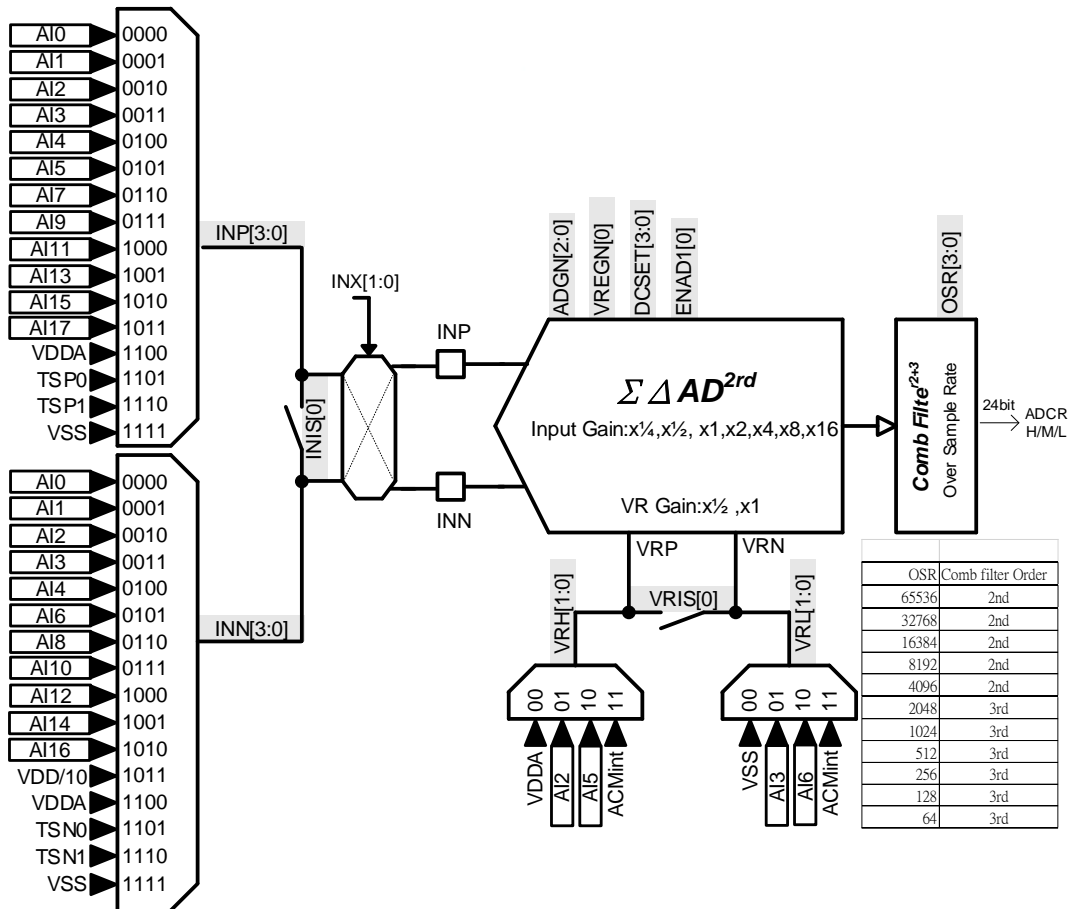 AI0 0000
AI1 0001
AI2 0010
AI3 0011
AI4 0100
AI5 0101
AI7 0110
AI9 0111
AI11 1000
AI13 1001
AI15 1010
AI17 1011
VDDA 1100
TSP0 1101
TSP1 1110
VSS 1111
INP[3:0]
AI0 0000
AI1 0001
AI2 0010
AI3 0011
AI4 0100
AI6 0101
AI8 0110
AI10 0111
AI12 1000
AI14 1001
AI16 1010
VDD/10 1011
VDDA 1100
TSN0 1101
TSN1 1110
VSS 1111
INN[3:0]
INIS[0]
INX[1:0]
INP
INN
ADGN[2:0]
VREGN[0]
DCSET[3:0]
ENAD1[0]
ΣΔAD2rd
Input Gain:x¼,x½, x1,x2,x4,x8,x16
VR Gain:x½ ,x1
VRP
VRN
VRH[1:0]
VRIS[0]
VRL[1:0]
00 01 10 11
VDDA AI2 AI5 ACMint
00 01 10 11
VSS AI3 AI6 ACMint
OSR[3:0]
Comb Filter2+3
Over Sample Rate
24bit
ADCR
H/M/L
OSR Comb filter Order
65536 2nd
32768 2nd
16384 2nd
8192 2nd
4096 2nd
2048 3rd
1024 3rd
512 3rd
256 3rd
128 3rd
64 3rd